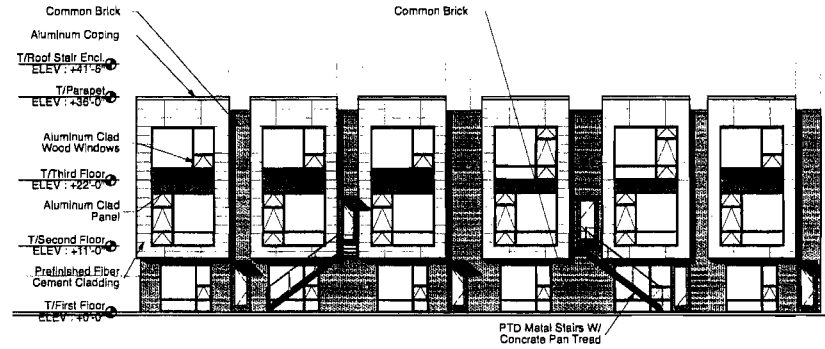 Common Brick
Common Brick
Aluminum Coping
T/Roof Stair Encl.
ELEV : +41'-6"
T/Parapet
ELEV : +36'-0"
Aluminum Clad
Wood Windows
T/Third Floor
ELEV : +22'-0"
Aluminum Clad
Panel
T/Second Floor
ELEV : +11'-0"
Prefinished Fiber
Cement Cladding
T/First Floor
ELEV : +0'-0"
PTD Matal Stairs W/
Concrete Pan Tread